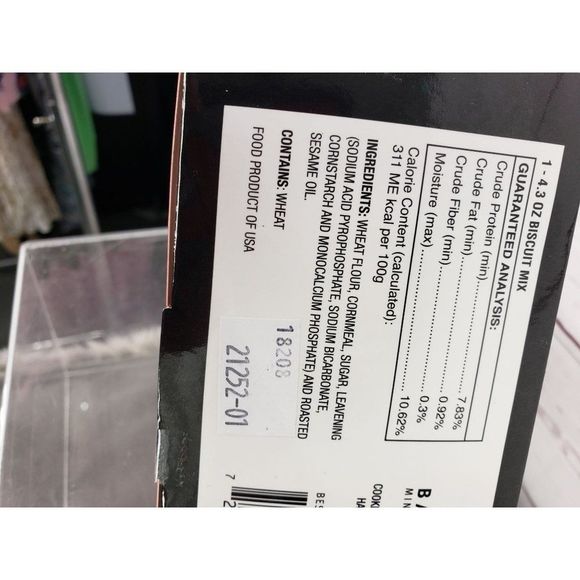 1 - 4.3 OZ BISCUIT MIX
GUARANTEED ANALYSIS:
Crude Protein (min)........................ 7.83%
Crude Fat (min)............................... 0.92%
Crude Fiber (min)............................ 0.3%
Moisture (max)............................... 10.62%
Calorie Content (calculated):
311 ME kcal per 100g
INGREDIENTS: WHEAT FLOUR, CORNMEAL, SUGAR, LEAVENING
(SODIUM ACID PYROPHOSPHATE, SODIUM BICARBONATE,
CORNSTARCH AND MONOCALCIUM PHOSPHATE) AND ROASTED
SESAME OIL.
CONTAINS: WHEAT
FOOD PRODUCT OF USA
18208
21252-01